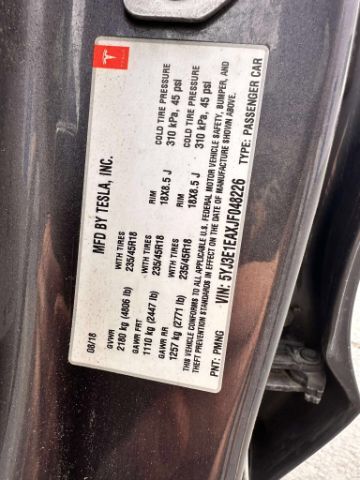 TESLA
MFD BY TESLA, INC.
08/18
GVWR
2180 kg (4806 lb)
GAWR FRT WITH TIRES RIM COLD TIRE PRESSURE
1110 kg (2447 lb) 235/45R18 18X8.5 J 310 kPa, 45 psi
GAWR RR WITH TIRES RIM COLD TIRE PRESSURE
1257 kg (2771 lb) 235/45R18 18X8.5 J 310 kPa, 45 psi
THIS VEHICLE CONFORMS TO ALL APPLICABLE U.S. FEDERAL MOTOR VEHICLE SAFETY, BUMPER, AND
THEFT PREVENTION STANDARDS IN EFFECT ON THE DATE OF MANUFACTURE SHOWN ABOVE.
VIN: 5YJ3E1EAXJF048226
PNT: PMNG TYPE: PASSENGER CAR